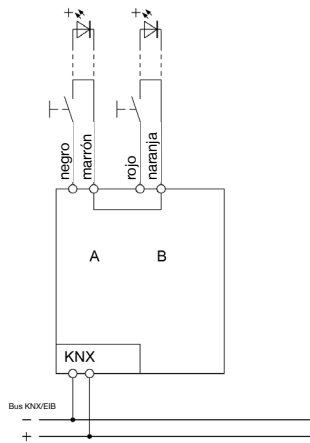 negro
marrón
rojo
naranja
A
B
KNX
Bus KNX/EIB
−
+